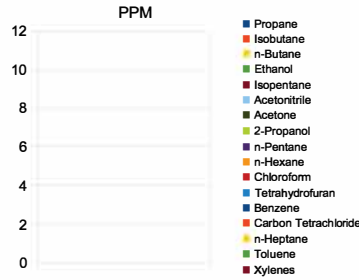 PPM
12
10
8
6
4
2
0
Propane
Isobutane
n-Butane
Ethanol
Isopentane
Acetonitrile
Acetone
2-Propanol
n-Pentane
n-Hexane
Chloroform
Tetrahydrofuran
Benzene
Carbon Tetrachloride
n-Heptane
Toluene
Xylenes